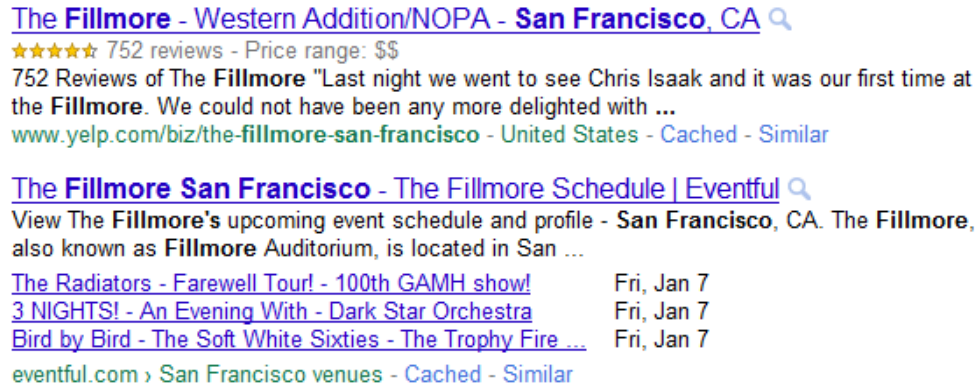 The Fillmore - Western Addition/NOPA - San Francisco, CA
752 reviews - Price range: $$
752 Reviews of The Fillmore "Last night we went to see Chris Isaak and it was our first time at
the Fillmore. We could not have been any more delighted with ...
www.yelp.com/biz/the-fillmore-san-francisco - United States - Cached - Similar
The Fillmore San Francisco - The Fillmore Schedule | Eventful
View The Fillmore's upcoming event schedule and profile - San Francisco, CA. The Fillmore,
also known as Fillmore Auditorium, is located in San ...
The Radiators - Farewell Tour! - 100th GAMH show! Fri, Jan 7
3 NIGHTS! - An Evening With - Dark Star Orchestra Fri, Jan 7
Bird by Bird - The Soft White Sixties - The Trophy Fire ... Fri, Jan 7
eventful.com › San Francisco venues - Cached - Similar